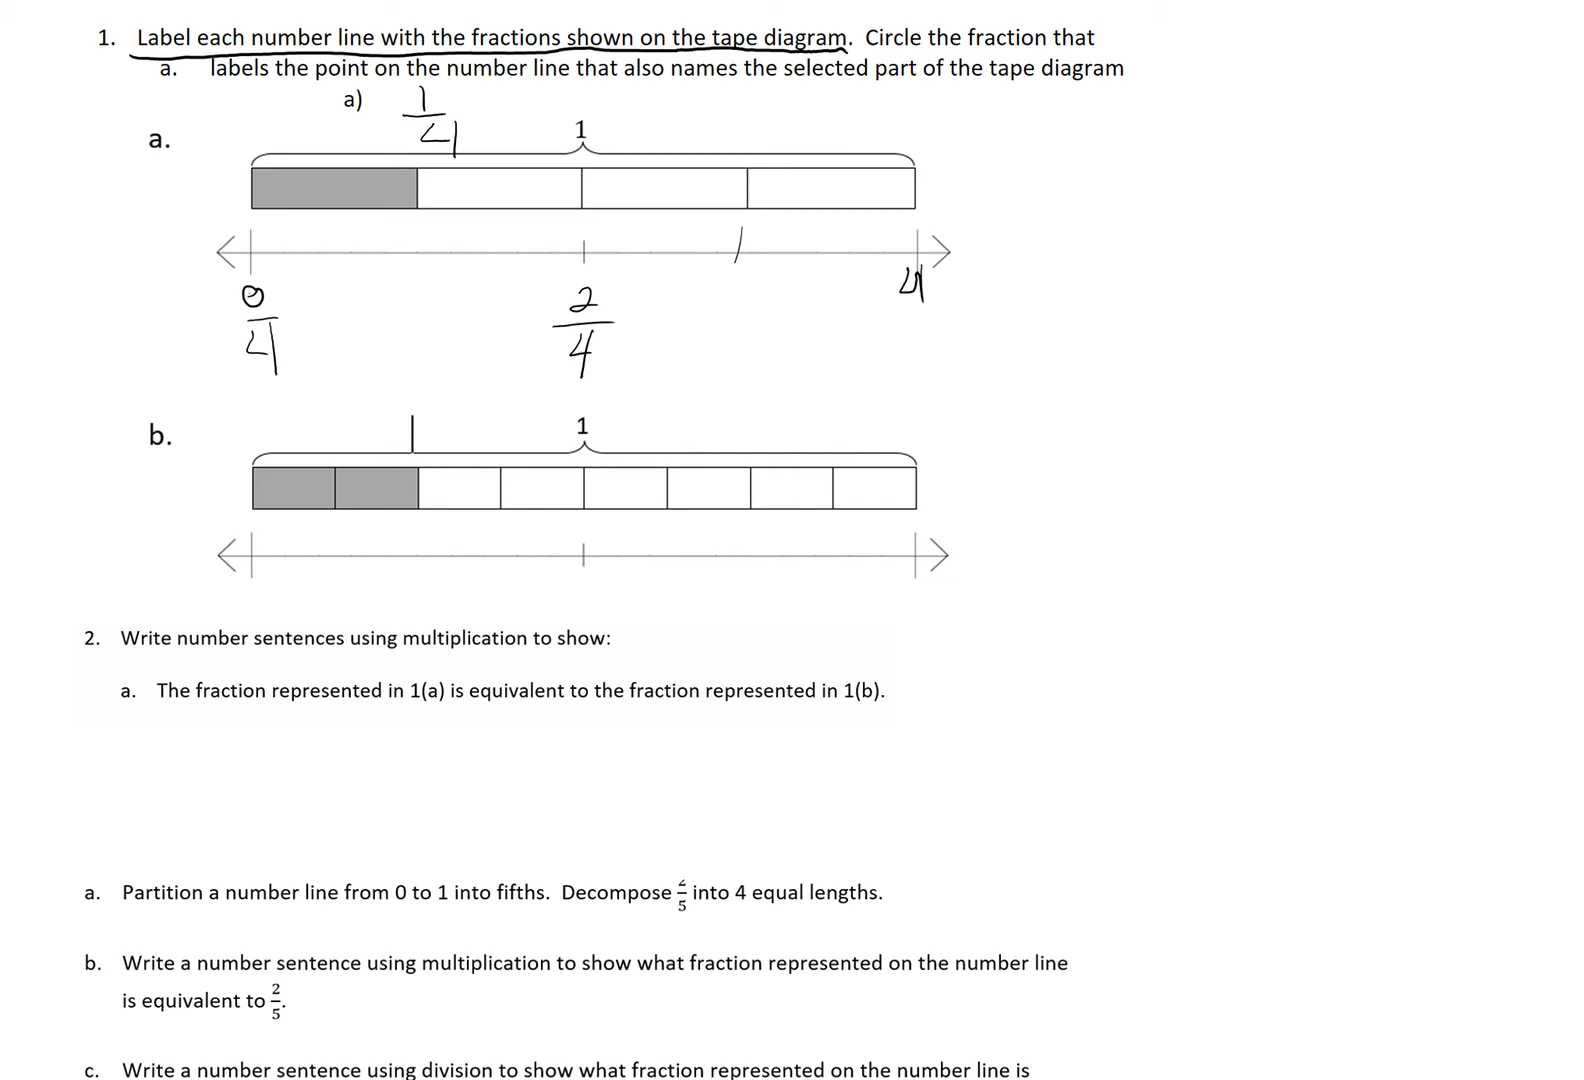 1. Label each number line with the fractions shown on the tape diagram. Circle the fraction that
a. labels the point on the number line that also names the selected part of the tape diagram
a) 1/4
a. 1
0/4 2/4 4
b. 1 1
2. Write number sentences using multiplication to show:
a. The fraction represented in 1(a) is equivalent to the fraction represented in 1(b).
a. Partition a number line from 0 to 1 into fifths. Decompose 2/5 into 4 equal lengths.
b. Write a number sentence using multiplication to show what fraction represented on the number line
is equivalent to 2/5.
c. Write a number sentence using division to show what fraction represented on the number line is